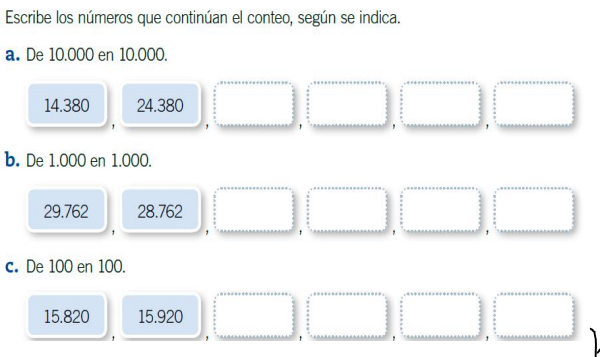 Escribe los números que continúan el conteo, según se indica.
a. De 10.000 en 10.000.
14.380 , 24.380 , , , ,
b. De 1.000 en 1.000.
29.762 , 28.762 , , , ,
c. De 100 en 100.
15.820 , 15.920 , , , ,